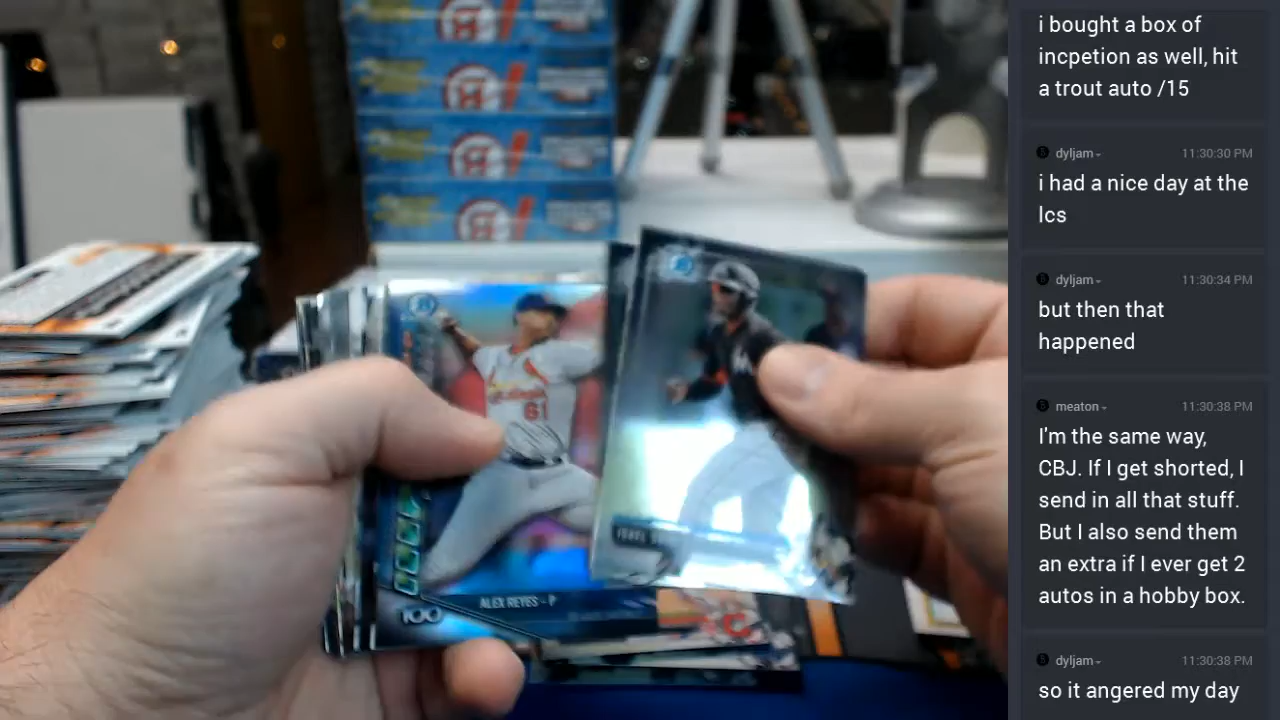 i bought a box of
incpetion as well, hit
a trout auto /15
dyljam
11:30:30 PM
i had a nice day at the
lcs
dyljam
11:30:34 PM
but then that
happened
meaton
11:30:38 PM
I'm the same way,
CBJ. If I get shorted, I
send in all that stuff.
But I also send them
an extra if I ever get 2
autos in a hobby box.
dyljam
11:30:38 PM
so it angered my day
61
ALEX REYES - P
100